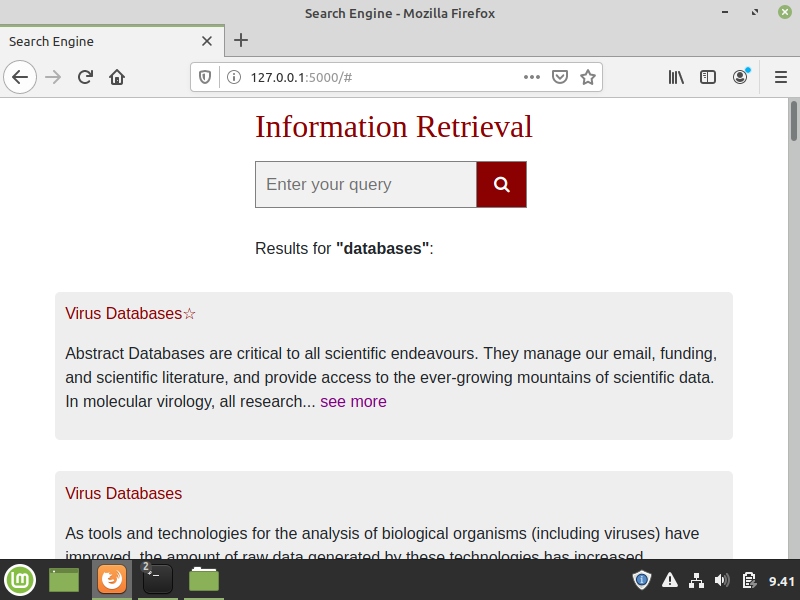 Search Engine - Mozilla Firefox
Search Engine
127.0.0.1:5000/#
Information Retrieval
Enter your query
Results for "databases":
Virus Databases☆
Abstract Databases are critical to all scientific endeavours. They manage our email, funding,
and scientific literature, and provide access to the ever-growing mountains of scientific data.
In molecular virology, all research... see more
Virus Databases
As tools and technologies for the analysis of biological organisms (including viruses) have
improved, the amount of raw data generated by these technologies has increased
2
9.41